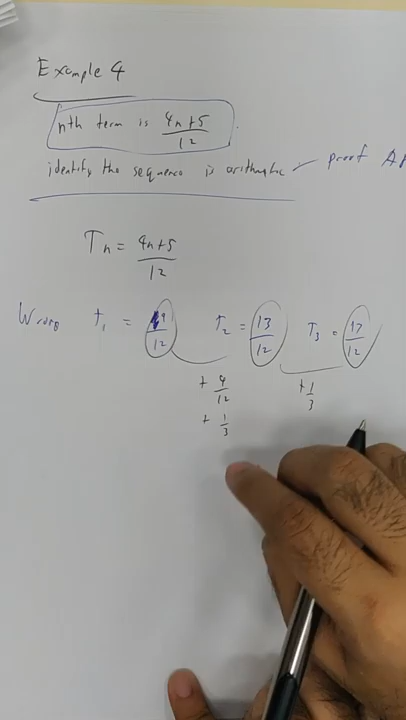 Example 4
nth term is 4n+5/12
identify the sequence is arithmetic proof AP
Tn = 4n+5/12
Wrong t1 = 9/12 T2 = 13/12 T3 = 17/12
+ 4/12 + 1/3
+ 1/3